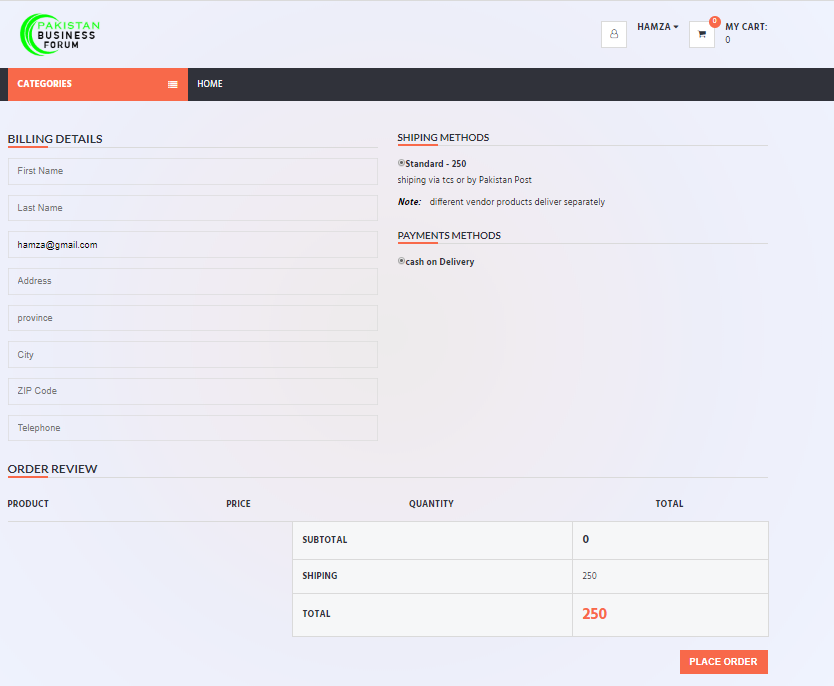 PAKISTAN
BUSINESS
FORUM
HAMZA
0
MY CART:
0
CATEGORIES
HOME
BILLING DETAILS
First Name
Last Name
hamza@gmail.com
Address
province
City
ZIP Code
Telephone
SHIPING METHODS
Standard - 250
shiping via tcs or by Pakistan Post
Note: different vendor products deliver separately
PAYMENTS METHODS
cash on Delivery
ORDER REVIEW
PRODUCT PRICE QUANTITY TOTAL
SUBTOTAL 0
SHIPING 250
TOTAL 250
PLACE ORDER